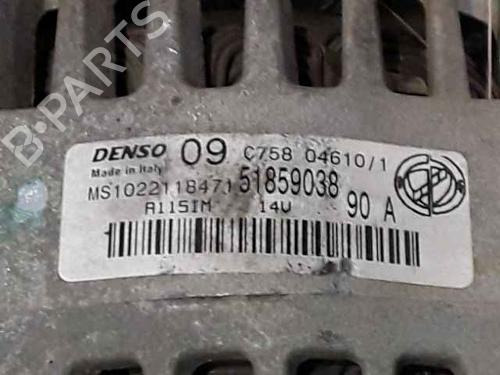 B-PARTS
DENSO 09 C758 04610/1
Made in Italy
MS1022118471 51859038
A115IM 14V 90 A